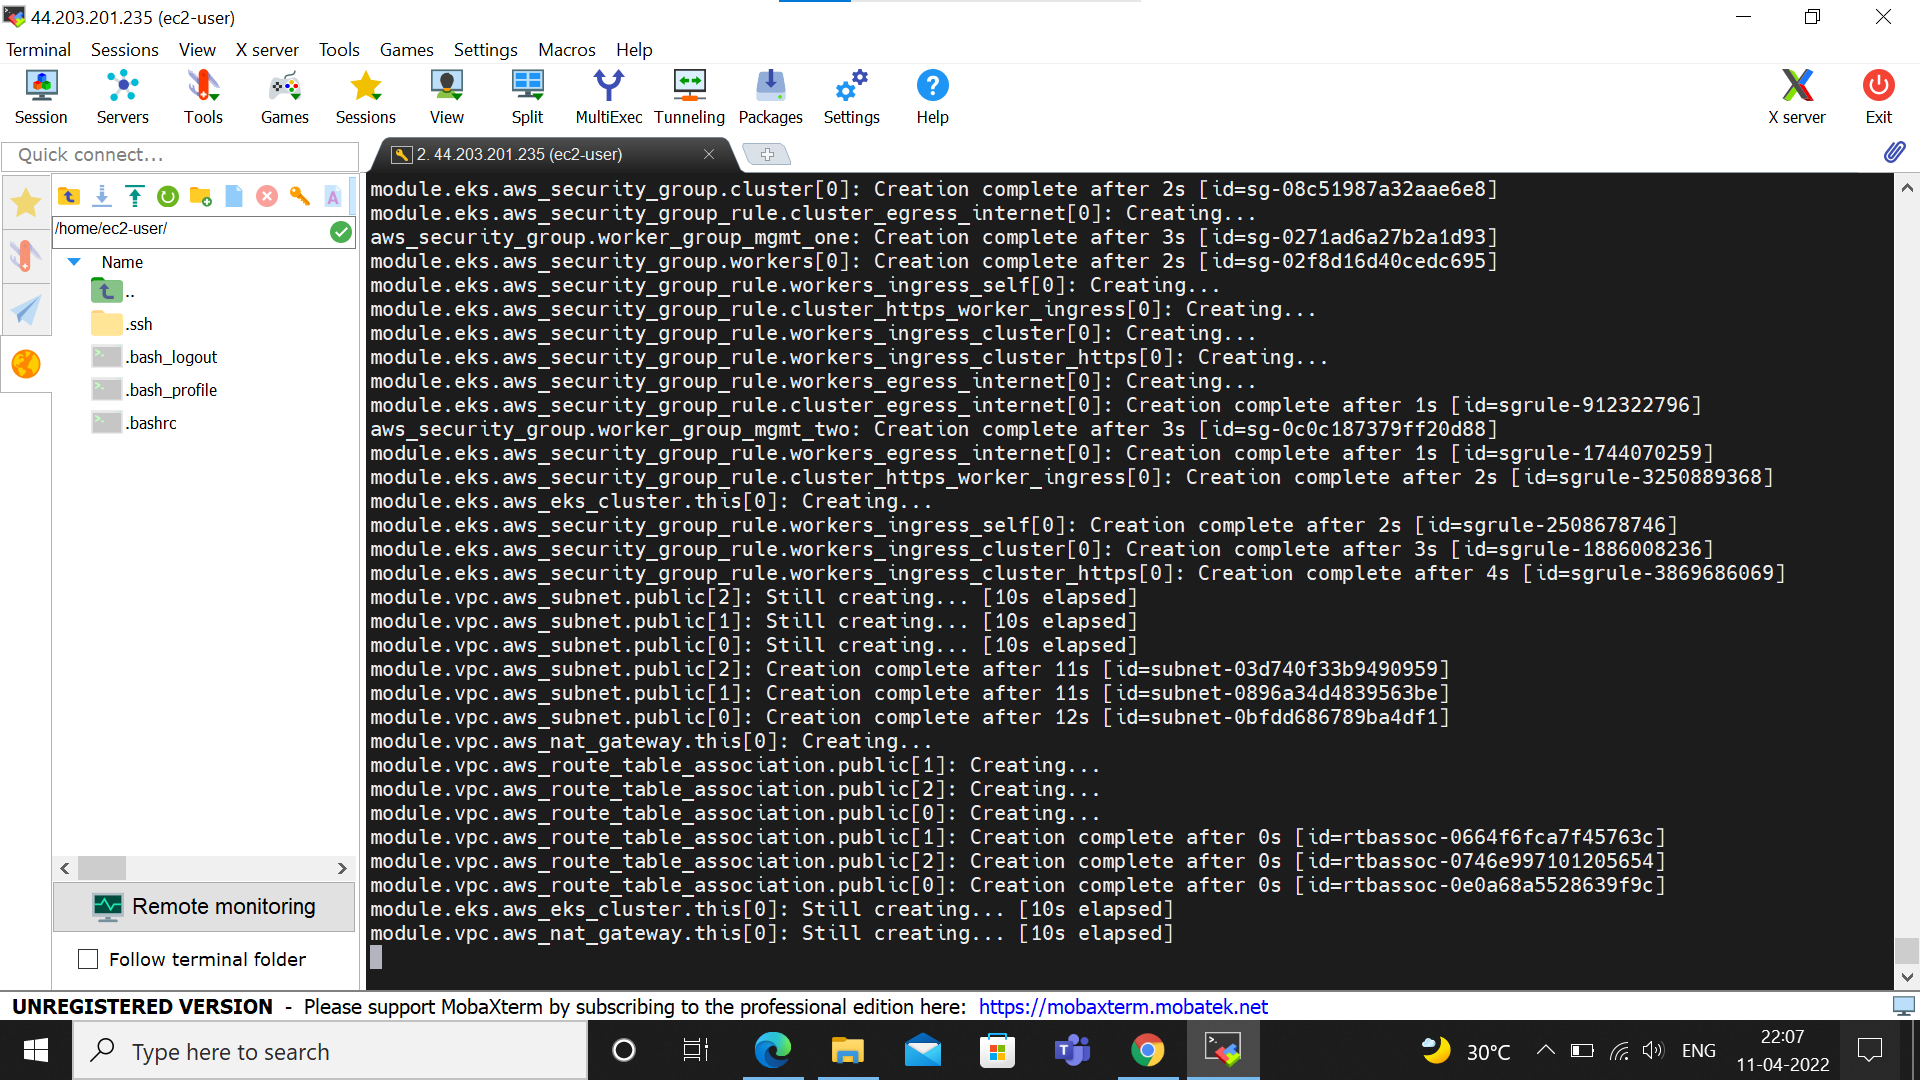 44.203.201.235 (ec2-user)
Terminal Sessions View X server Tools Games Settings Macros Help
Session Servers Tools Games Sessions View Split MultiExec Tunneling Packages Settings Help X server Exit
Quick connect...
2. 44.203.201.235 (ec2-user)
/home/ec2-user/
Name
..
.ssh
.bash_logout
.bash_profile
.bashrc
Remote monitoring
Follow terminal folder
module.eks.aws_security_group.cluster[0]: Creation complete after 2s [id=sg-08c51987a32aae6e8]
module.eks.aws_security_group_rule.cluster_egress_internet[0]: Creating...
aws_security_group.worker_group_mgmt_one: Creation complete after 3s [id=sg-0271ad6a27b2a1d93]
module.eks.aws_security_group.workers[0]: Creation complete after 2s [id=sg-02f8d16d40cedc695]
module.eks.aws_security_group_rule.workers_ingress_self[0]: Creating...
module.eks.aws_security_group_rule.cluster_https_worker_ingress[0]: Creating...
module.eks.aws_security_group_rule.workers_ingress_cluster[0]: Creating...
module.eks.aws_security_group_rule.workers_ingress_cluster_https[0]: Creating...
module.eks.aws_security_group_rule.workers_egress_internet[0]: Creating...
module.eks.aws_security_group_rule.cluster_egress_internet[0]: Creation complete after 1s [id=sgrule-912322796]
aws_security_group.worker_group_mgmt_two: Creation complete after 3s [id=sg-0c0c187379ff20d88]
module.eks.aws_security_group_rule.workers_egress_internet[0]: Creation complete after 1s [id=sgrule-1744070259]
module.eks.aws_security_group_rule.cluster_https_worker_ingress[0]: Creation complete after 2s [id=sgrule-3250889368]
module.eks.aws_eks_cluster.this[0]: Creating...
module.eks.aws_security_group_rule.workers_ingress_self[0]: Creation complete after 2s [id=sgrule-2508678746]
module.eks.aws_security_group_rule.workers_ingress_cluster[0]: Creation complete after 3s [id=sgrule-1886008236]
module.eks.aws_security_group_rule.workers_ingress_cluster_https[0]: Creation complete after 4s [id=sgrule-3869686069]
module.vpc.aws_subnet.public[2]: Still creating... [10s elapsed]
module.vpc.aws_subnet.public[1]: Still creating... [10s elapsed]
module.vpc.aws_subnet.public[0]: Still creating... [10s elapsed]
module.vpc.aws_subnet.public[2]: Creation complete after 11s [id=subnet-03d740f33b9490959]
module.vpc.aws_subnet.public[1]: Creation complete after 11s [id=subnet-0896a34d4839563be]
module.vpc.aws_subnet.public[0]: Creation complete after 12s [id=subnet-0bfdd686789ba4df1]
module.vpc.aws_nat_gateway.this[0]: Creating...
module.vpc.aws_route_table_association.public[1]: Creating...
module.vpc.aws_route_table_association.public[2]: Creating...
module.vpc.aws_route_table_association.public[0]: Creating...
module.vpc.aws_route_table_association.public[1]: Creation complete after 0s [id=rtbassoc-0664f6fca7f45763c]
module.vpc.aws_route_table_association.public[2]: Creation complete after 0s [id=rtbassoc-0746e997101205654]
module.vpc.aws_route_table_association.public[0]: Creation complete after 0s [id=rtbassoc-0e0a68a5528639f9c]
module.eks.aws_eks_cluster.this[0]: Still creating... [10s elapsed]
module.vpc.aws_nat_gateway.this[0]: Still creating... [10s elapsed]
UNREGISTERED VERSION - Please support MobaXterm by subscribing to the professional edition here: https://mobaxterm.mobatek.net
Type here to search
30°C ENG
22:07
11-04-2022